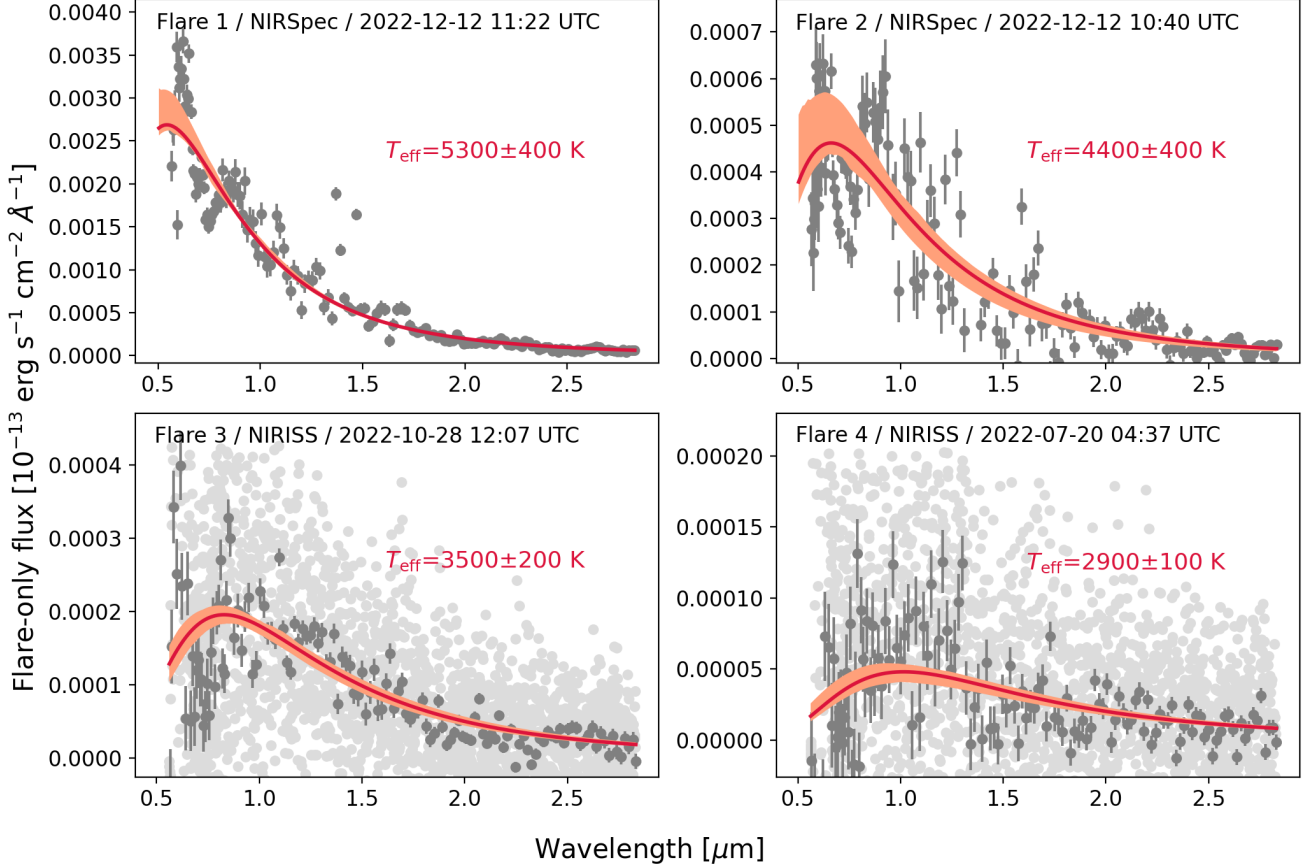 Flare 1 / NIRSpec / 2022-12-12 11:22 UTC
0.0040
0.0035
0.0030
0.0025
0.0020
0.0015
0.0010
0.0005
0.0000
T_eff=5300±400 K
0.5 1.0 1.5 2.0 2.5
Flare 2 / NIRSpec / 2022-12-12 10:40 UTC
0.0007
0.0006
0.0005
0.0004
0.0003
0.0002
0.0001
0.0000
T_eff=4400±400 K
0.5 1.0 1.5 2.0 2.5
Flare 3 / NIRISS / 2022-10-28 12:07 UTC
0.0004
0.0003
0.0002
0.0001
0.0000
T_eff=3500±200 K
0.5 1.0 1.5 2.0 2.5
Flare 4 / NIRISS / 2022-07-20 04:37 UTC
0.00020
0.00015
0.00010
0.00005
0.00000
T_eff=2900±100 K
0.5 1.0 1.5 2.0 2.5
Flare-only flux [10⁻¹³ erg s⁻¹ cm⁻² Å⁻¹]
Wavelength [μm]